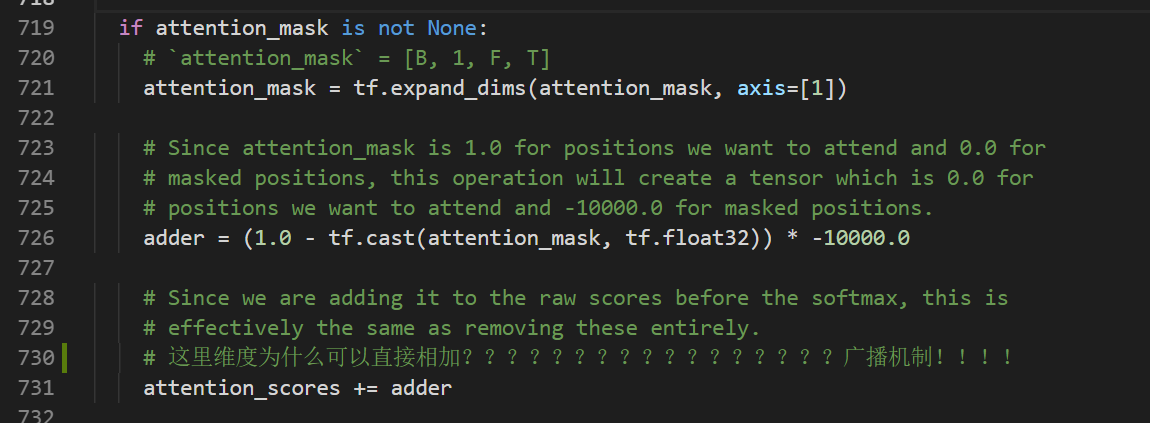 718
719 if attention_mask is not None:
720 # `attention_mask` = [B, 1, F, T]
721 attention_mask = tf.expand_dims(attention_mask, axis=[1])
722
723 # Since attention_mask is 1.0 for positions we want to attend and 0.0 for
724 # masked positions, this operation will create a tensor which is 0.0 for
725 # positions we want to attend and -10000.0 for masked positions.
726 adder = (1.0 - tf.cast(attention_mask, tf.float32)) * -10000.0
727
728 # Since we are adding it to the raw scores before the softmax, this is
729 # effectively the same as removing these entirely.
730 # 这里维度为什么可以直接相加？？？？？？？？？？？？？？？？？广播机制！！！！
731 attention_scores += adder
732